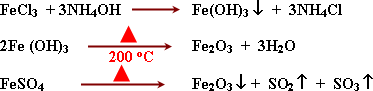 FeCl₃ + 3NH4OH ⟶ Fe(OH)₃ ↓ + 3NH₄Cl
2Fe (OH)₃ ⟶ Fe₂O₃ + 3H₂O
200 °C
FeSO₄ ⟶ Fe₂O₃ ↓ + SO₂ ↑ + SO₃ ↑